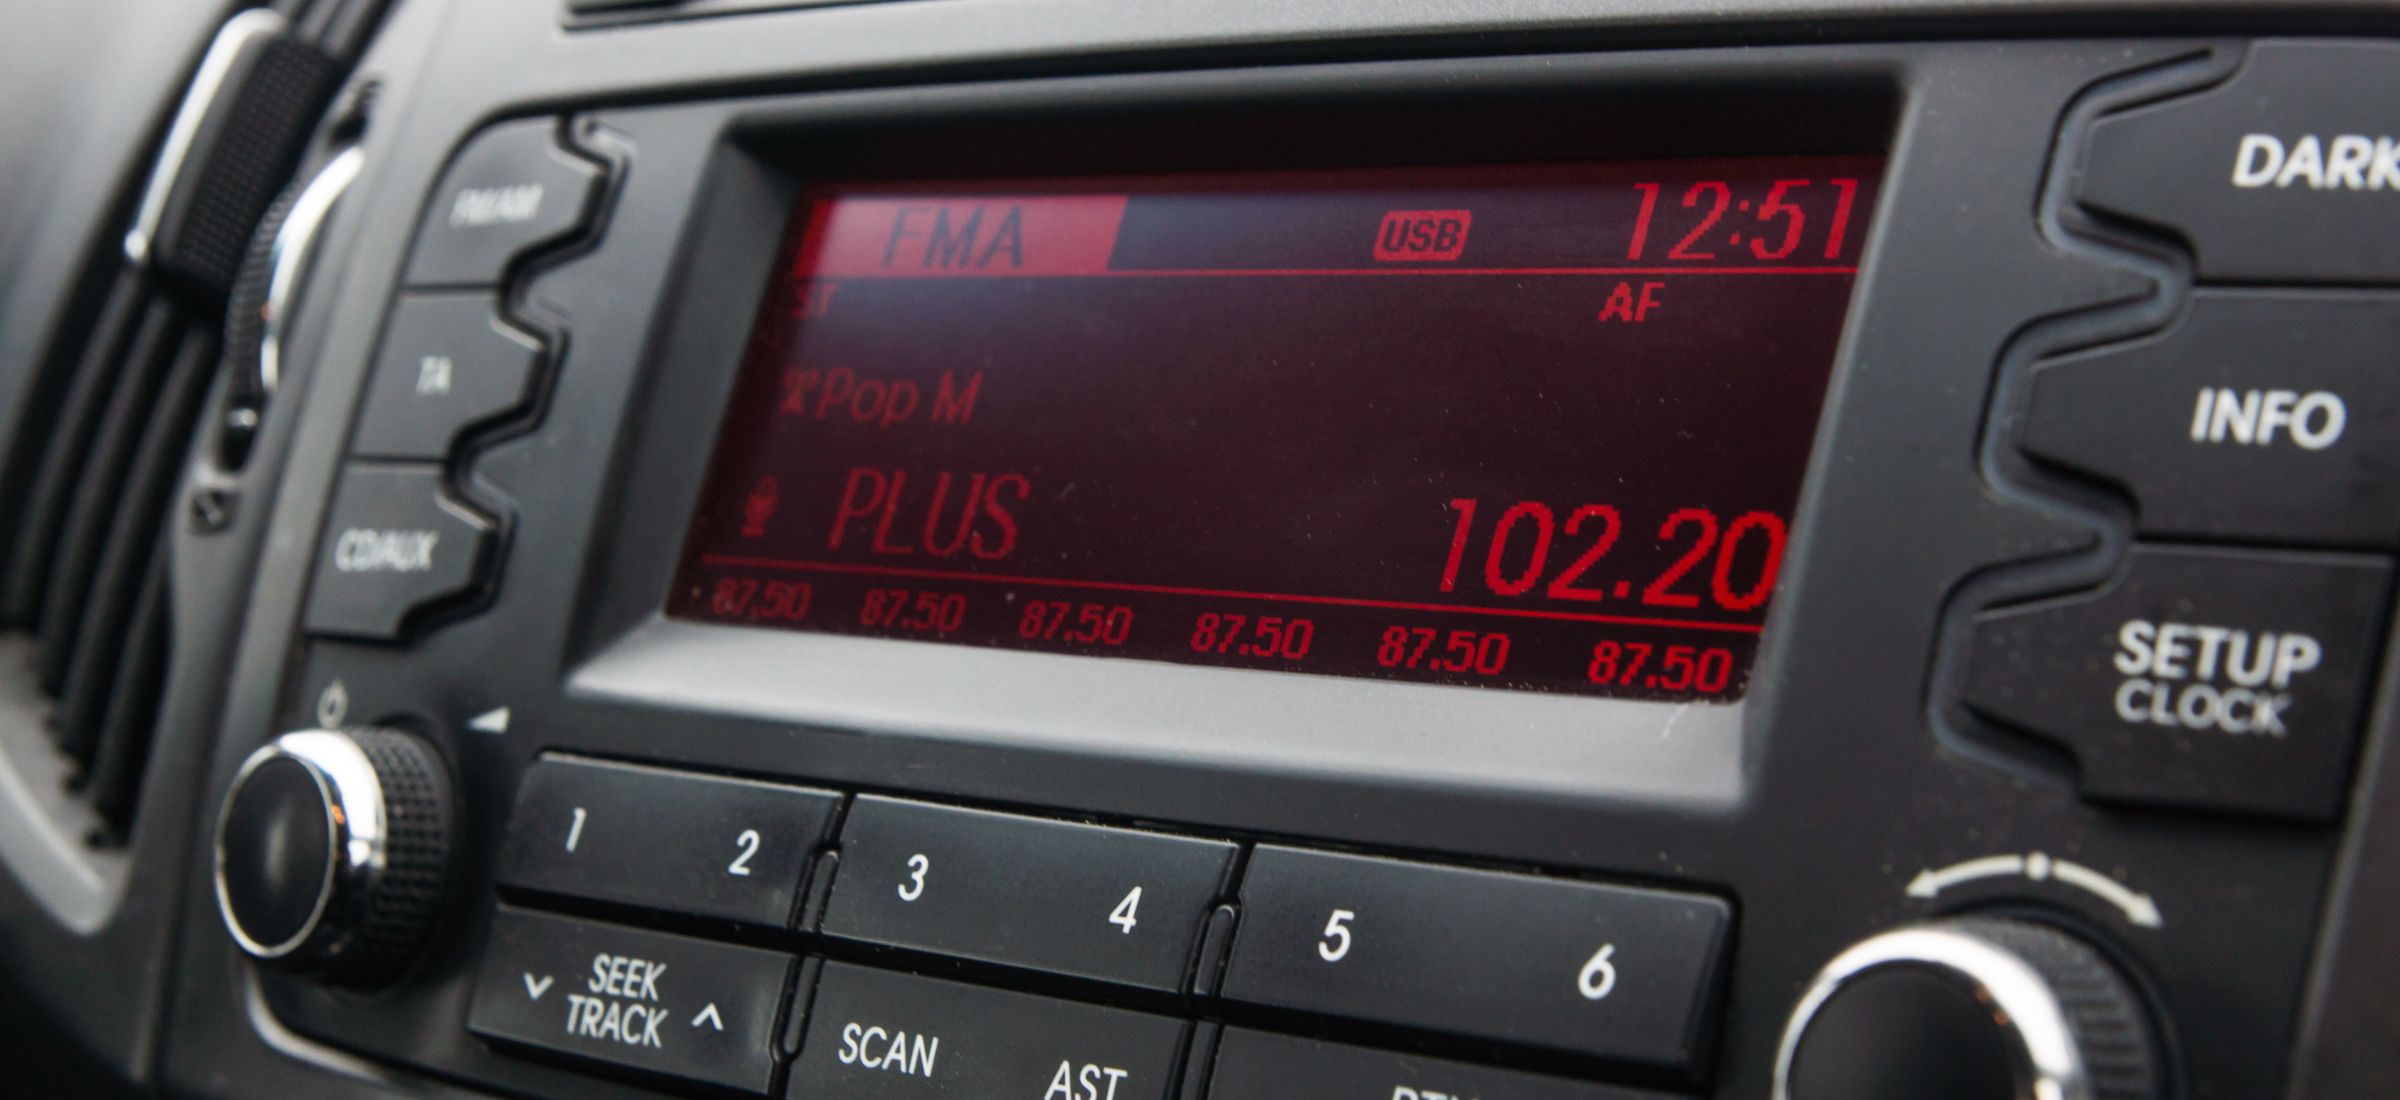 FM/AM
TA
CD/AUX
FMA USB 12:51
ST AF
Pop M
PLUS 102.20
87.50 87.50 87.50 87.50 87.50 87.50
DARK
INFO
SETUP
CLOCK
1 2 3 4 5 6
SEEK
TRACK
SCAN AST